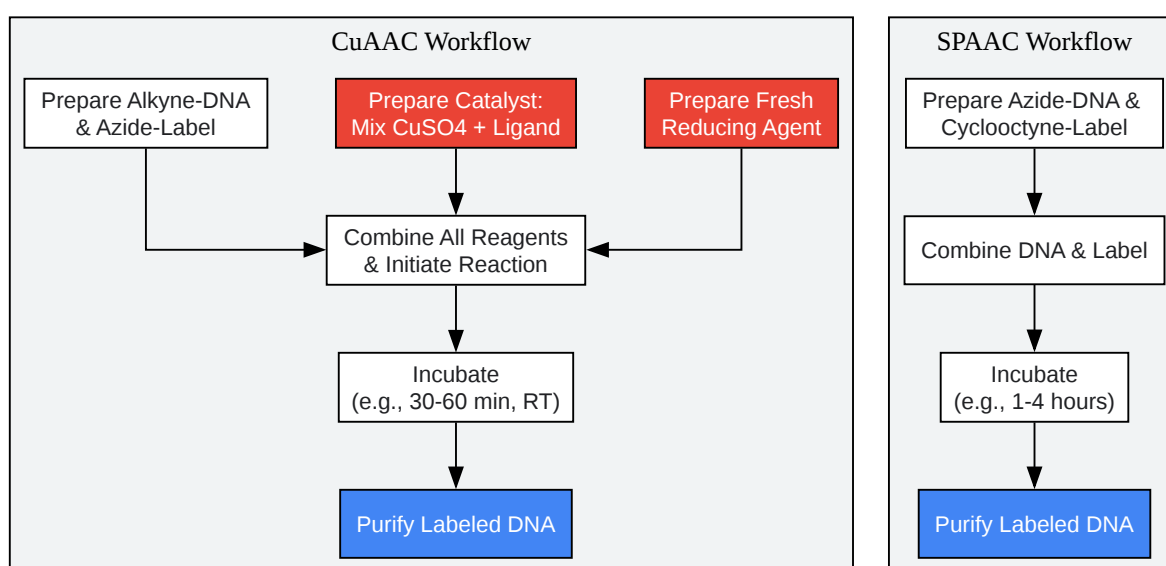 CuAAC Workflow
Prepare Alkyne-DNA
& Azide-Label
Prepare Catalyst:
Mix CuSO4 + Ligand
Prepare Fresh
Reducing Agent
Combine All Reagents
& Initiate Reaction
Incubate
(e.g., 30-60 min, RT)
Purify Labeled DNA
SPAAC Workflow
Prepare Azide-DNA &
Cyclooctyne-Label
Combine DNA & Label
Incubate
(e.g., 1-4 hours)
Purify Labeled DNA